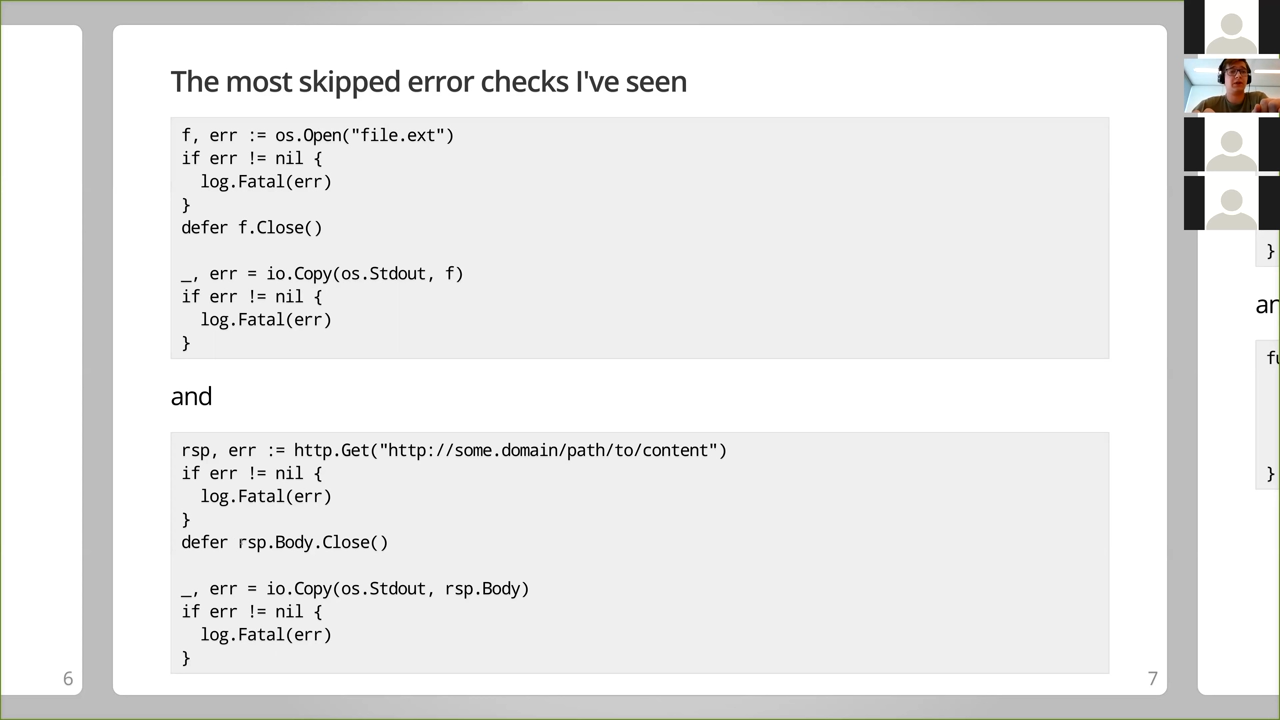 The most skipped error checks I've seen
f, err := os.Open("file.ext")
if err != nil {
  log.Fatal(err)
}
defer f.Close()

_, err = io.Copy(os.Stdout, f)
if err != nil {
  log.Fatal(err)
}
and
rsp, err := http.Get("http://some.domain/path/to/content")
if err != nil {
  log.Fatal(err)
}
defer rsp.Body.Close()

_, err = io.Copy(os.Stdout, rsp.Body)
if err != nil {
  log.Fatal(err)
}
6
7
}
}